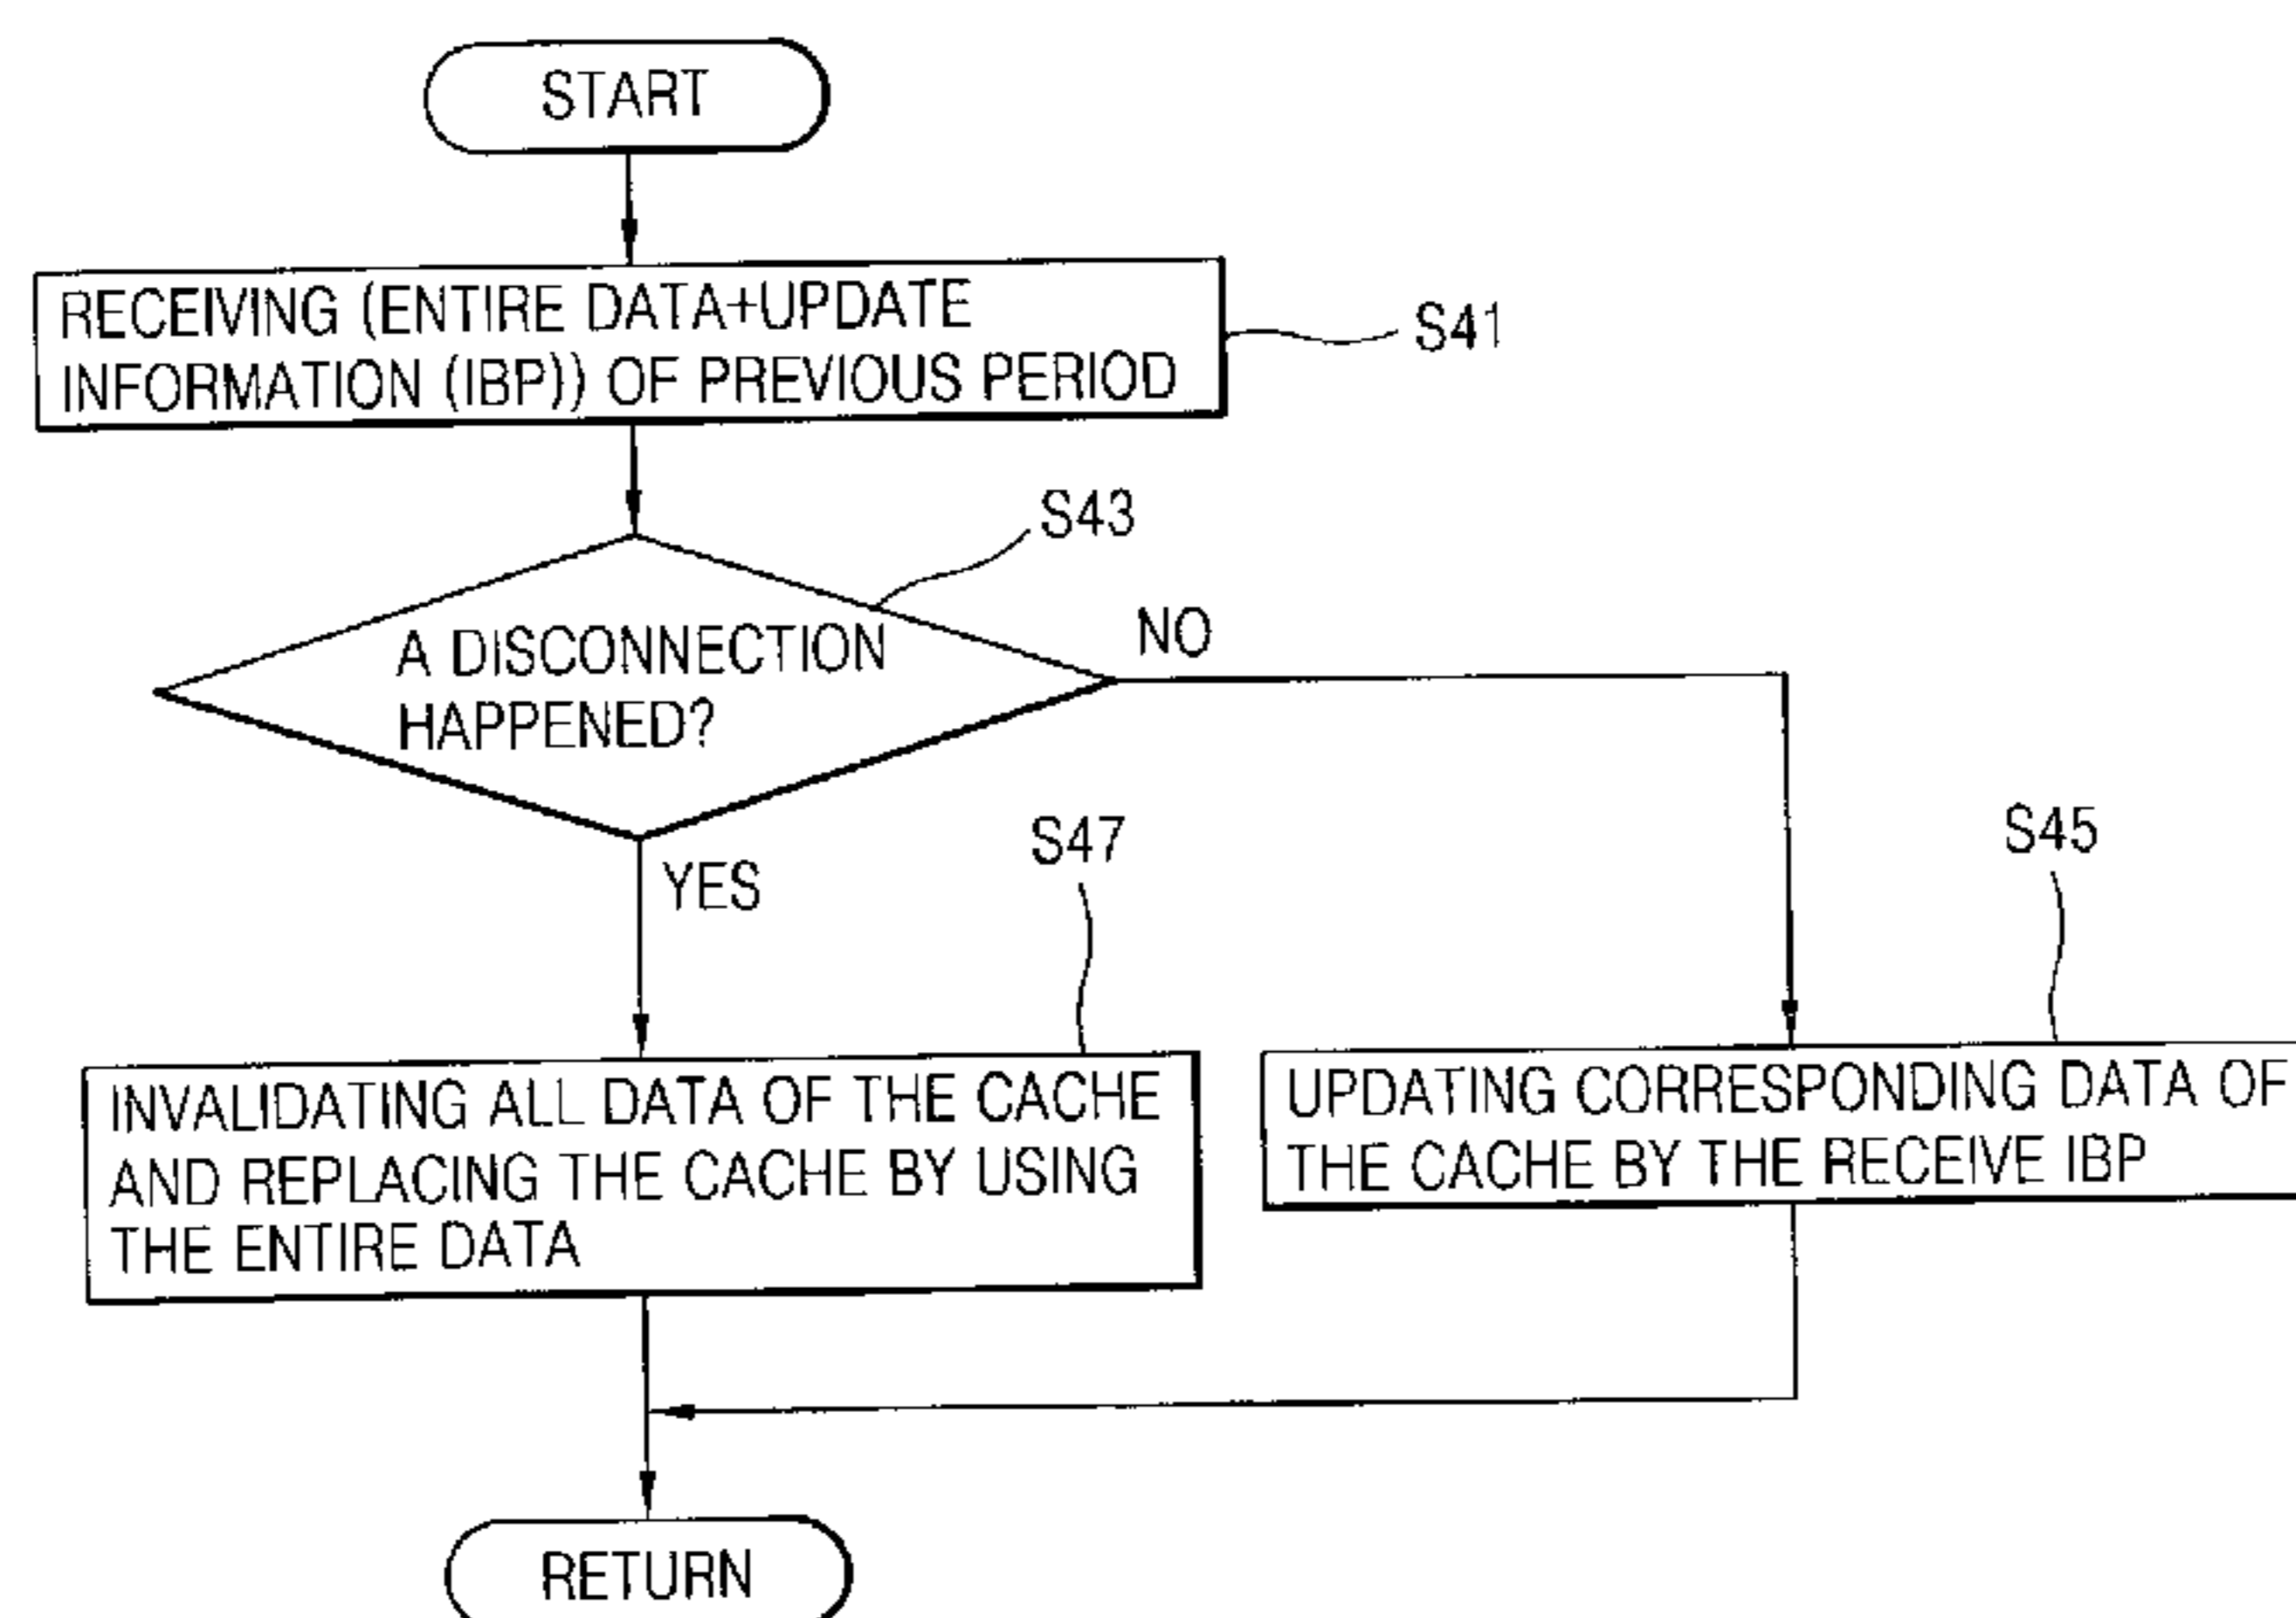 START
RECEIVING (ENTIRE DATA+UPDATE
INFORMATION (IBP)) OF PREVIOUS PERIOD
S41
S43
A DISCONNECTION
HAPPENED?
NO
YES
S47
S45
INVALIDATING ALL DATA OF THE CACHE
AND REPLACING THE CACHE BY USING
THE ENTIRE DATA
UPDATING CORRESPONDING DATA OF
THE CACHE BY THE RECEIVE IBP
RETURN